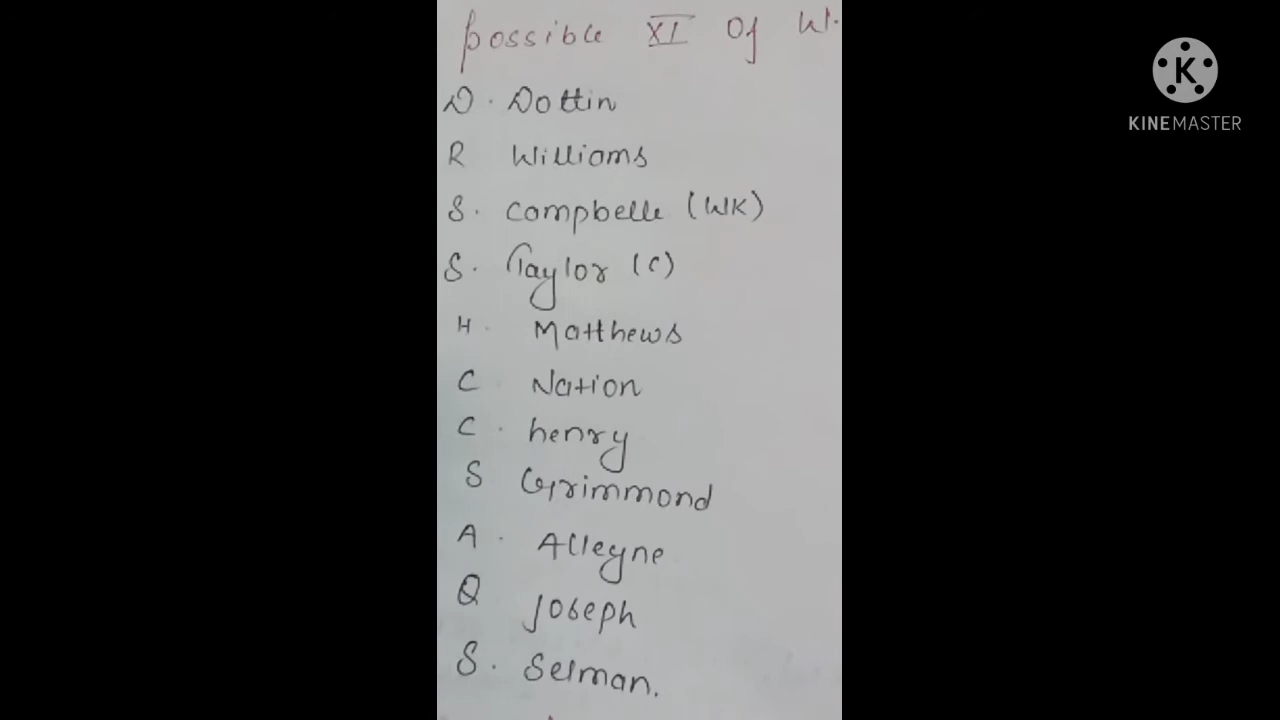 possible XI Of W.
D. Dottin
R Williams
S. Campbelle (WK)
S. Taylor (C)
H. Matthews
C Nation
C. henry
S Grimmond
A. Alleyne
Q Joseph
S. Selman.
K
KINEMASTER